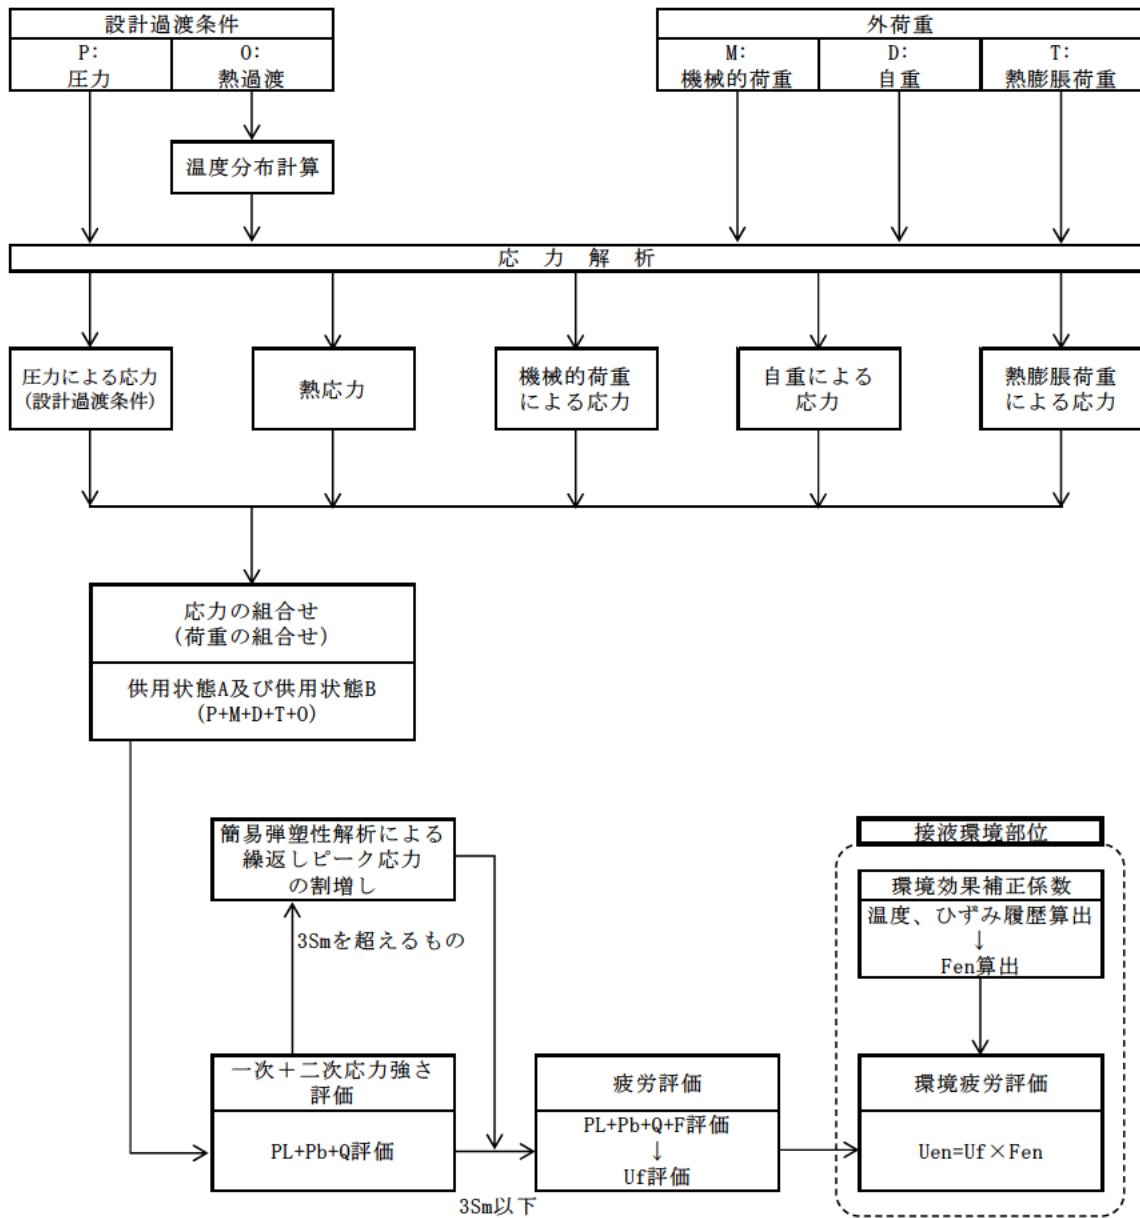 設計過渡条件
P:
圧力
O:
熱過渡
外荷重
M:
機械的荷重
D:
自重
T:
熱膨脹荷重
温度分布計算
応力解析
圧力による応力
(設計過渡条件)
熱応力
機械的荷重
による応力
自重による
応力
熱膨脹荷重
による応力
応力の組合せ
(荷重の組合せ)
供用状態A及び供用状態B
(P+M+D+T+O)
簡易弾塑性解析による
繰返しピーク応力
の割増し
3Smを超えるもの
接液環境部位
環境効果補正係数
温度、ひずみ履歴算出
↓
Fen算出
一次＋二次応力強さ
評価
PL+Pb+Q評価
3Sm以下
疲労評価
PL+Pb+Q+F評価
↓
Uf評価
環境疲労評価
Uen=Uf×Fen